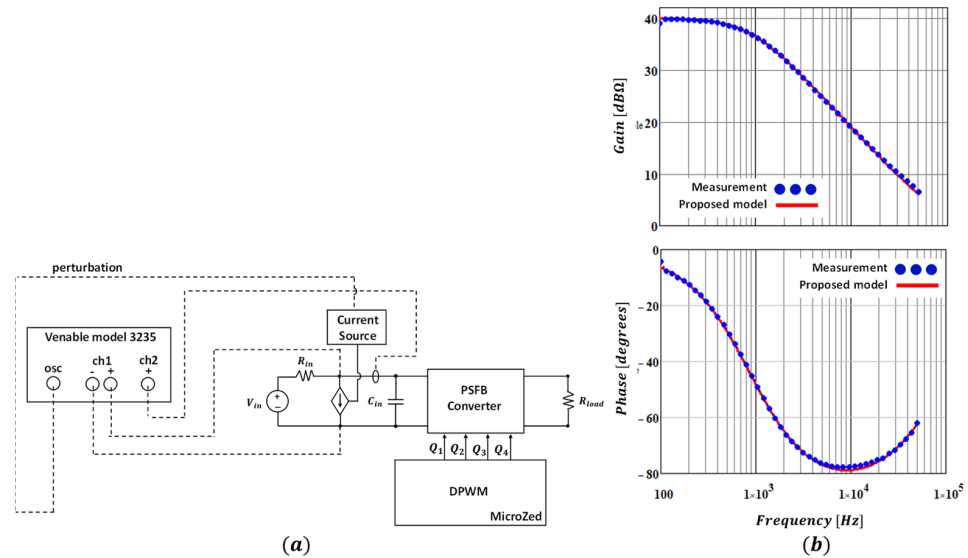 perturbation
Venable model 3235
osc
ch1
- +
ch2
+
Current
Source
R_in
V_in
C_in
PSFB
Converter
R_load
Q_1 Q_2 Q_3 Q_4
DPWM
MicroZed
(a)
Gain [dBΩ]
40
30
20
10
0
Measurement
Proposed model
Phase [degrees]
0
-20
-40
-60
-80
Measurement
Proposed model
100 1×10^3 1×10^4 1×10^5
Frequency [Hz]
(b)